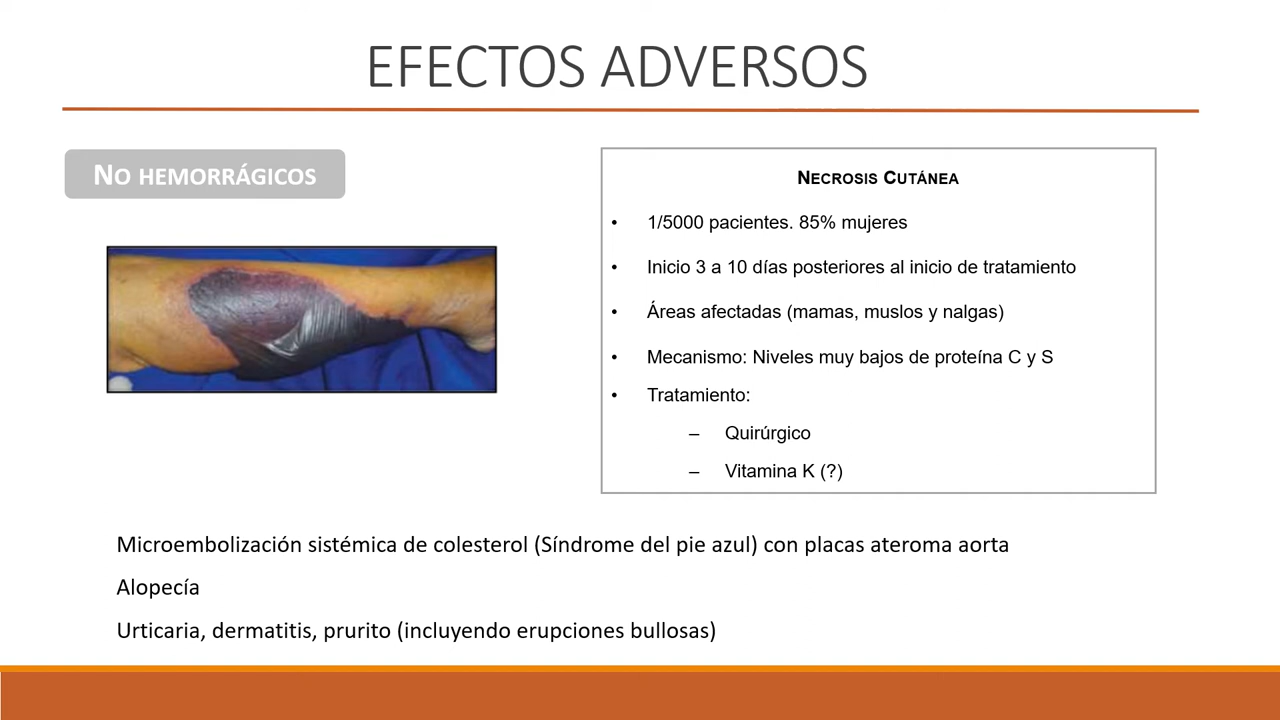 EFECTOS ADVERSOS
NO HEMORRÁGICOS
NECROSIS CUTÁNEA
• 1/5000 pacientes. 85% mujeres
• Inicio 3 a 10 días posteriores al inicio de tratamiento
• Áreas afectadas (mamas, muslos y nalgas)
• Mecanismo: Niveles muy bajos de proteína C y S
• Tratamiento:
– Quirúrgico
– Vitamina K (?)
Microembolización sistémica de colesterol (Síndrome del pie azul) con placas ateroma aorta
Alopecía
Urticaria, dermatitis, prurito (incluyendo erupciones bullosas)